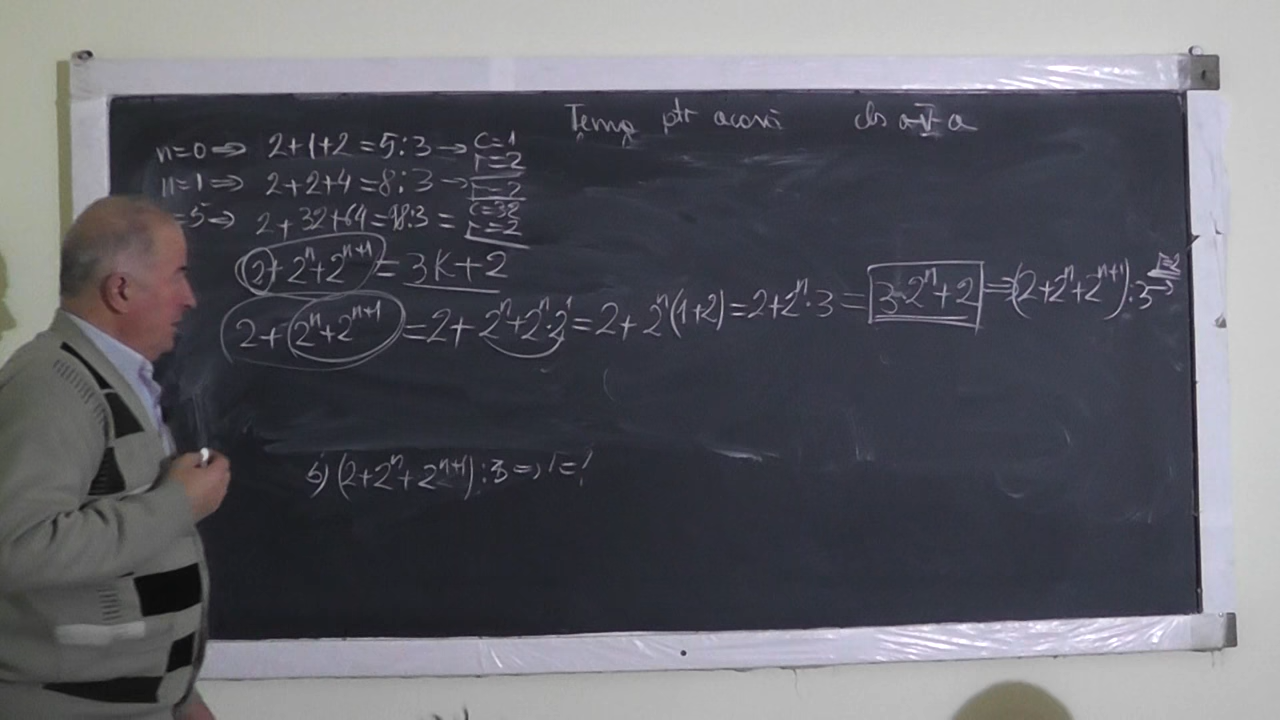 Temă ptr acasă cls a V a
n=0 ⇒ 2+1+2=5:3 → c=1 r=2
n=1 ⇒ 2+2+4=8:3 → r=2
=5 → 2+32+64=98:3 = c=32 r=2
2+2ⁿ+2ⁿ⁺¹ = 3K+2
2+2ⁿ+2ⁿ⁺¹ = 2+2ⁿ+2ⁿ·2¹ = 2+2ⁿ(1+2) = 2+2ⁿ·3 = 3·2ⁿ+2 ⇒ (2+2ⁿ+2ⁿ⁺¹):3 → r=2
(2+2ⁿ+2ⁿ⁺¹):3 ⇒ r=?